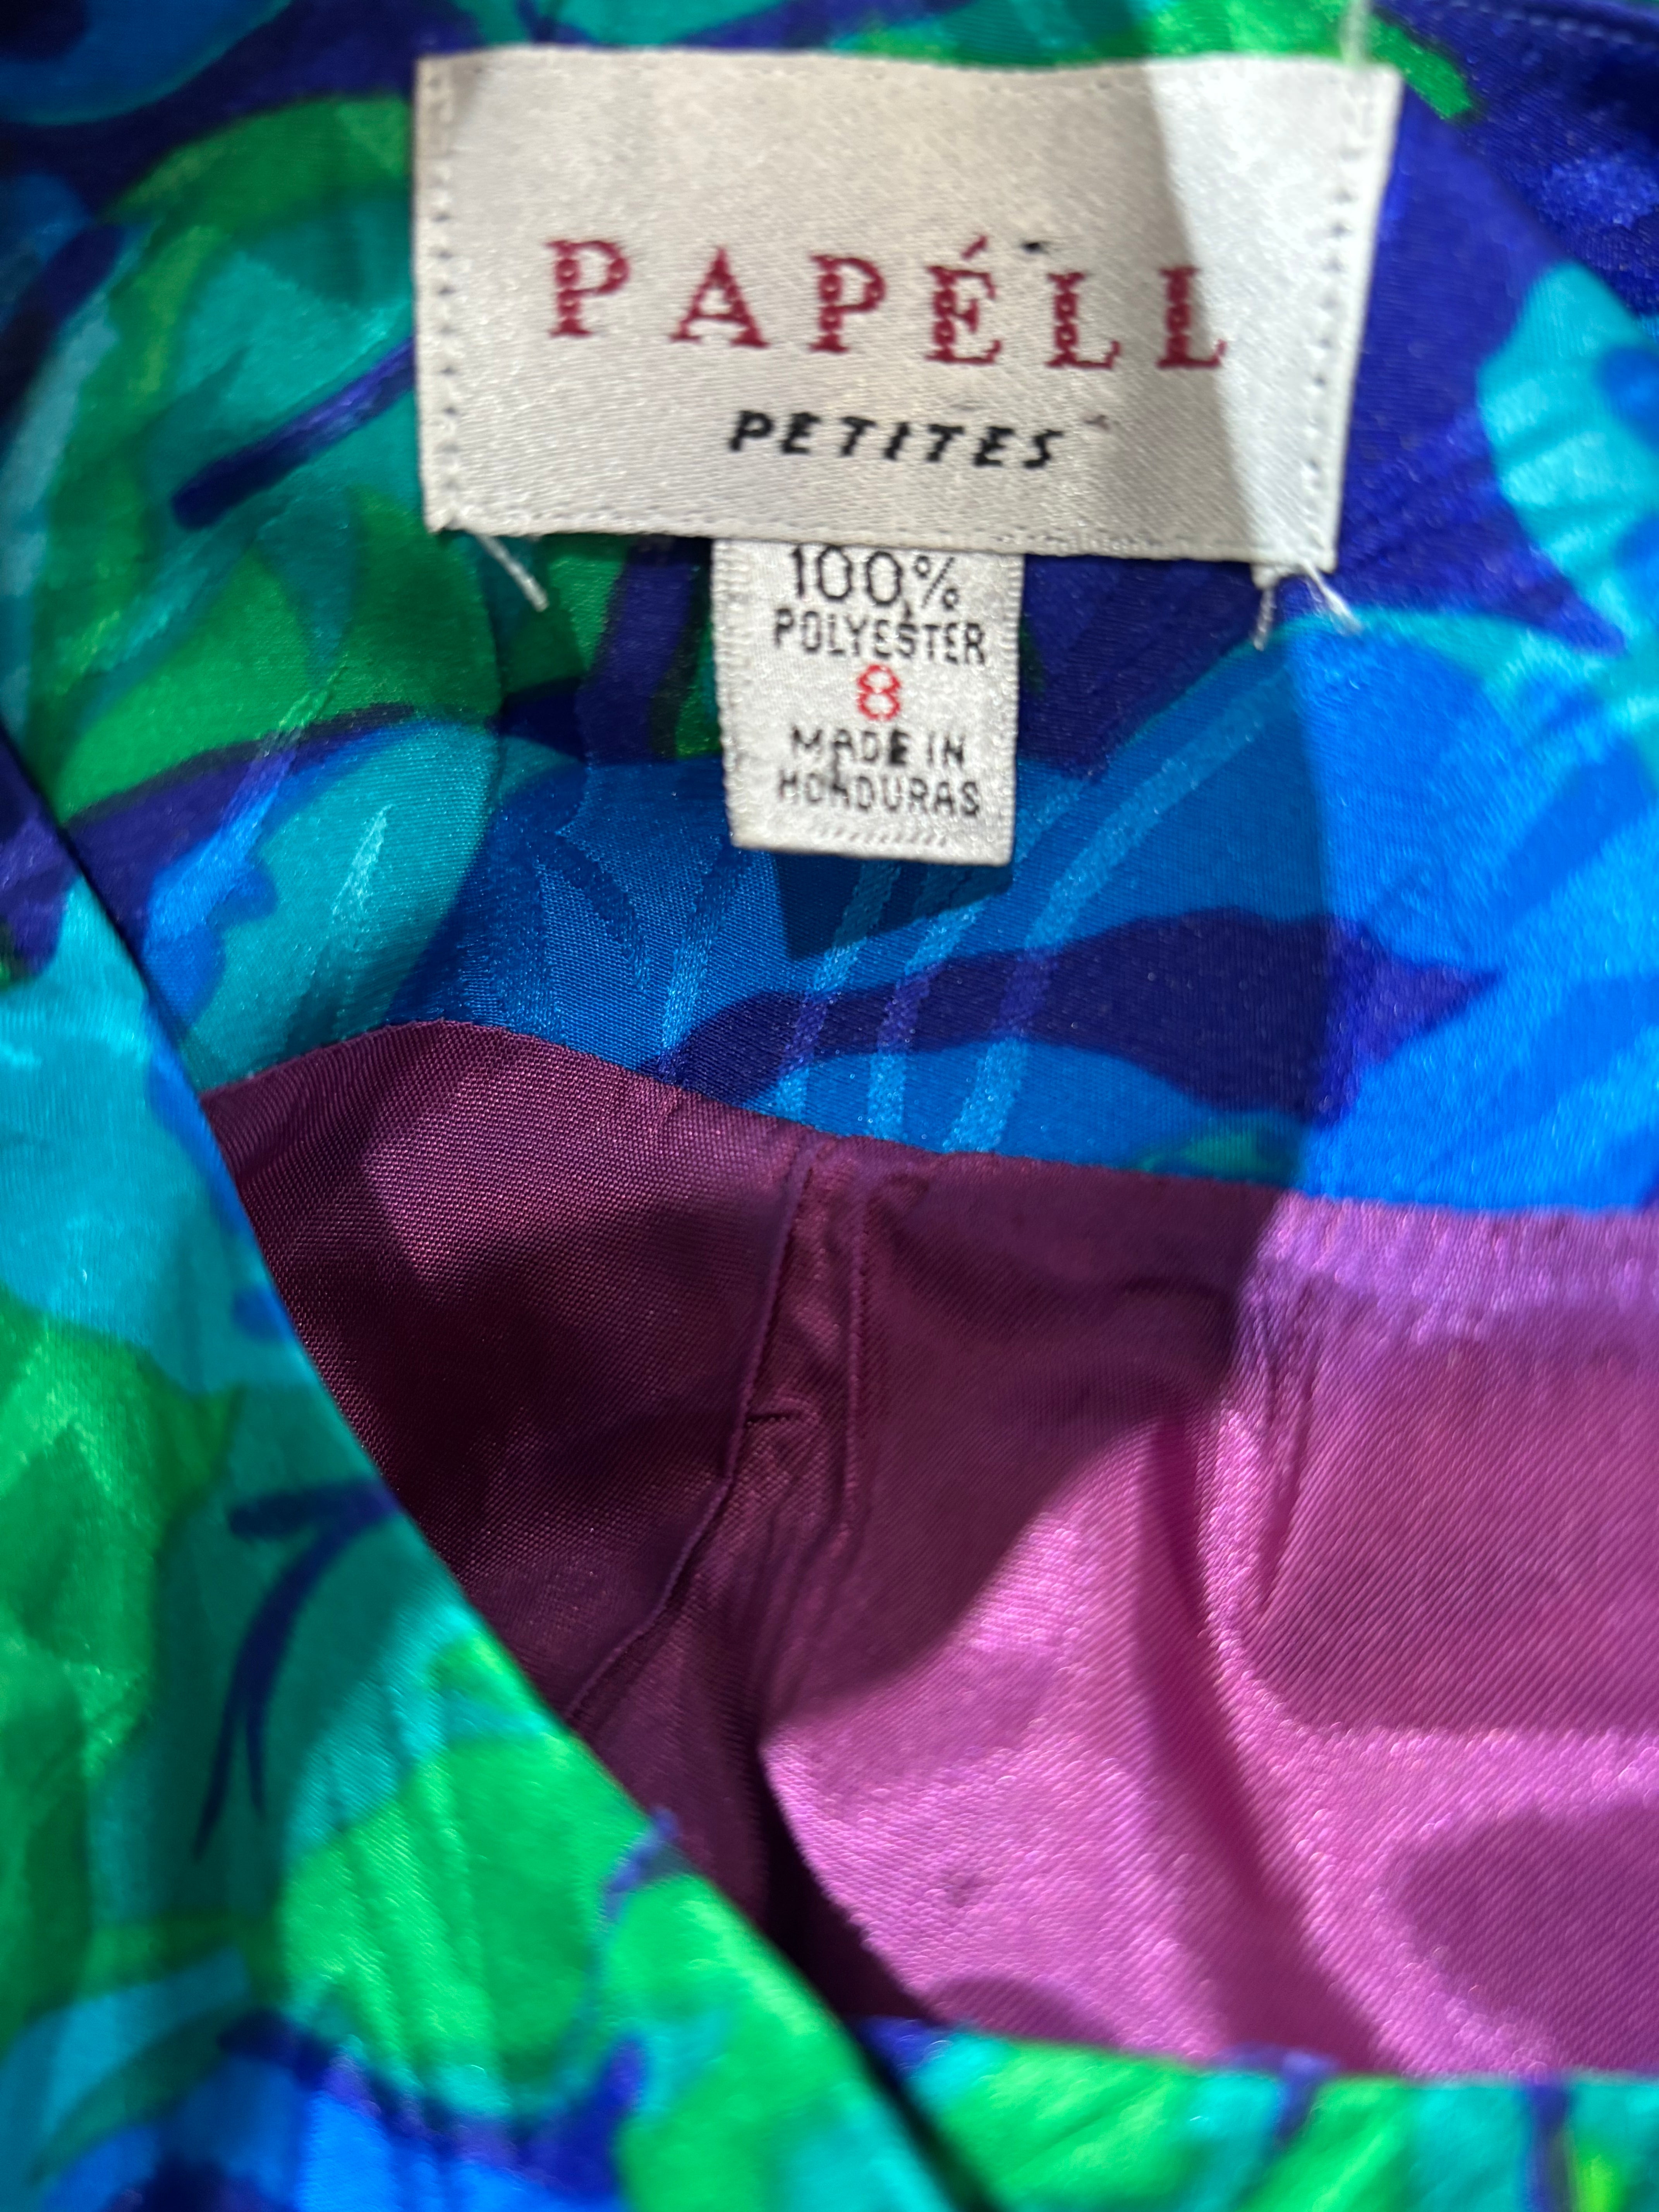 PAPÉLL
PETITES
100%
POLYESTER
8
MADE IN
HONDURAS